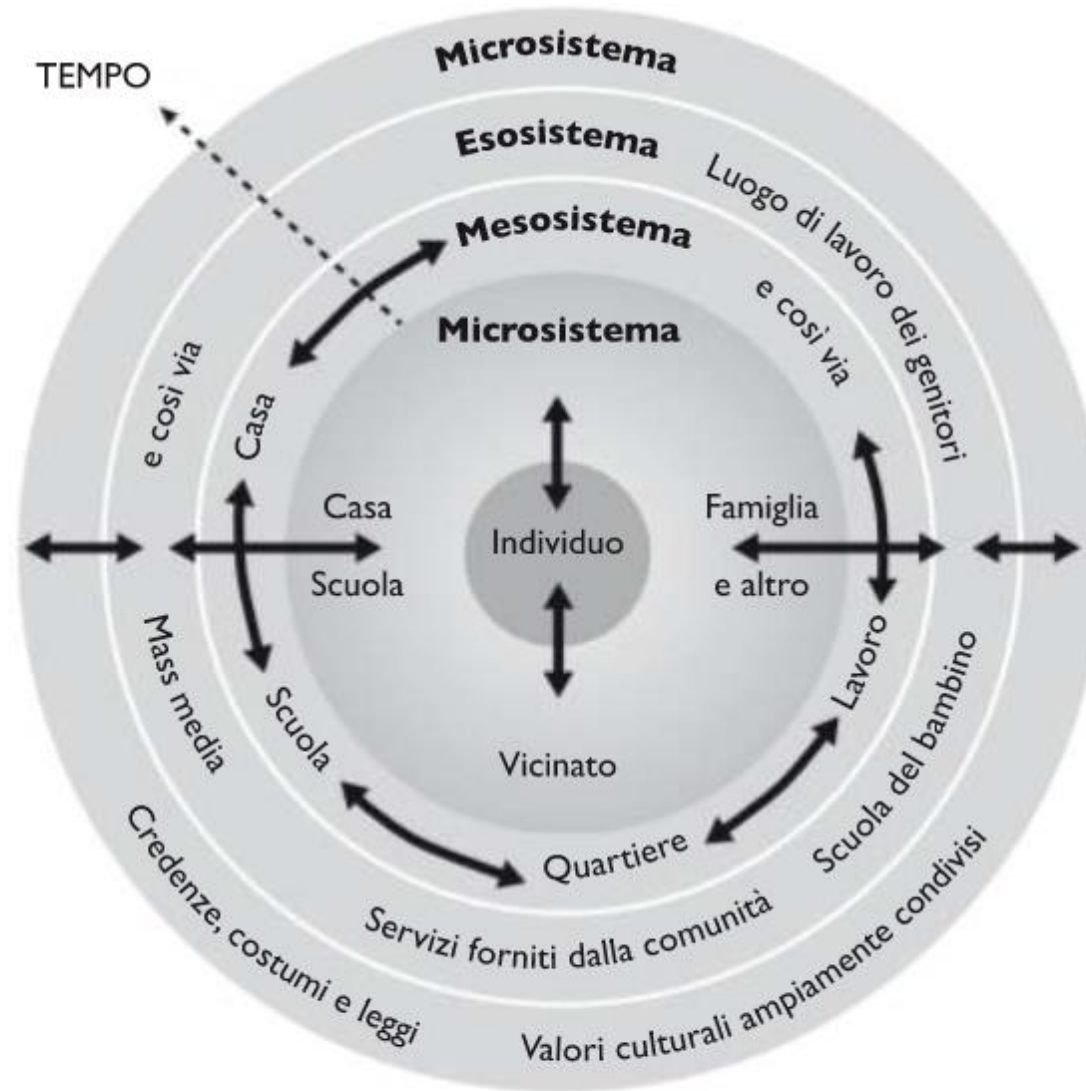 Microsistema
TEMPO
Esosistema
Luogo di lavoro dei genitori
Mesosistema
e così via
Microsistema
e così via
Casa
Casa
Scuola
Individuo
Famiglia
e altro
Mass media
Scuola
Vicinato
Lavoro
Scuola del bambino
Quartiere
Servizi forniti dalla comunità
Credenze, costumi e leggi
Valori culturali ampiamente condivisi